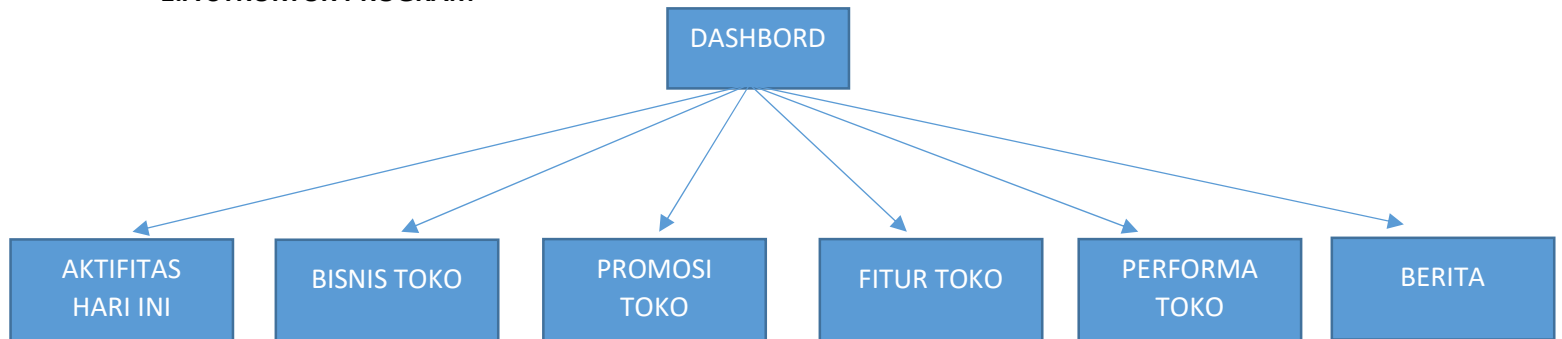 DASHBORD
AKTIFITAS
HARI INI
BISNIS TOKO
PROMOSI
TOKO
FITUR TOKO
PERFORMA
TOKO
BERITA